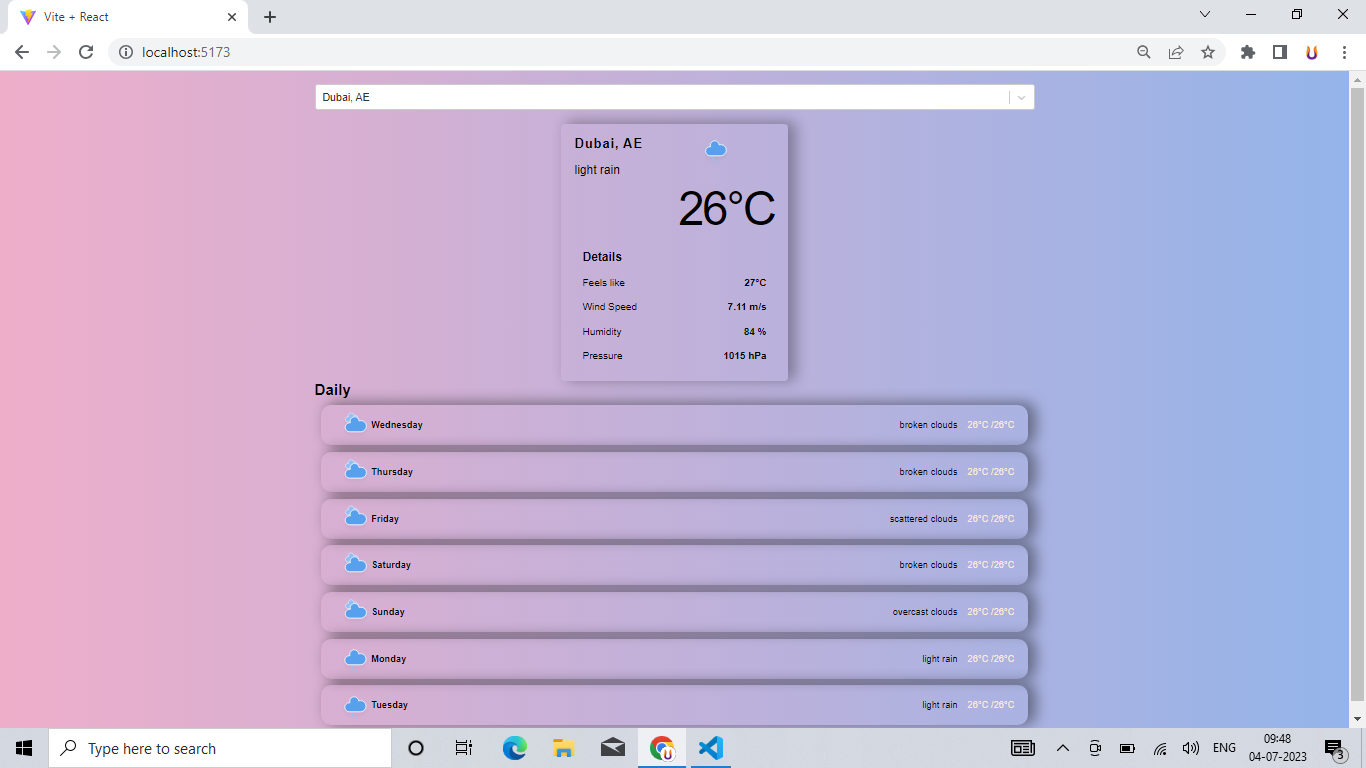 Vite + React
localhost:5173
Dubai, AE
Dubai, AE
light rain
26°C
Details
Feels like 27°C
Wind Speed 7.11 m/s
Humidity 84 %
Pressure 1015 hPa
Daily
Wednesday broken clouds 26°C /26°C
Thursday broken clouds 26°C /26°C
Friday scattered clouds 26°C /26°C
Saturday broken clouds 26°C /26°C
Sunday overcast clouds 26°C /26°C
Monday light rain 26°C /26°C
Tuesday light rain 26°C /26°C
Type here to search
ENG
09:48
04-07-2023
3